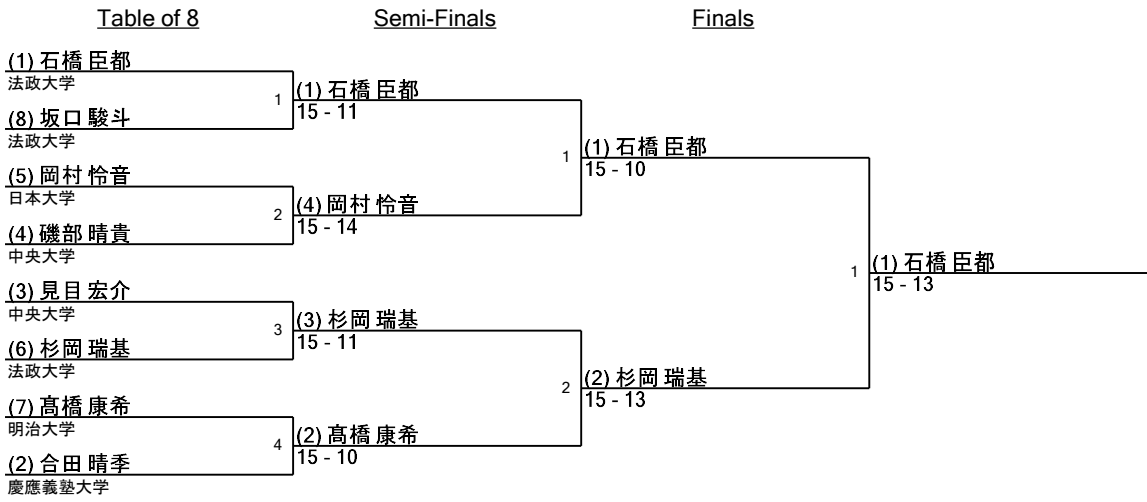 Table of 8
Semi-Finals
Finals
(1) 石橋 臣都
法政大学
(8) 坂口 駿斗
法政大学
(5) 岡村 怜音
日本大学
(4) 磯部 晴貴
中央大学
(3) 見目 宏介
中央大学
(6) 杉岡 瑞基
法政大学
(7) 髙橋 康希
明治大学
(2) 合田 晴季
慶應義塾大学
1
(1) 石橋 臣都
15 - 11
2
(4) 岡村 怜音
15 - 14
3
(3) 杉岡 瑞基
15 - 11
4
(2) 髙橋 康希
15 - 10
1
(1) 石橋 臣都
15 - 10
2
(2) 杉岡 瑞基
15 - 13
1
(1) 石橋 臣都
15 - 13